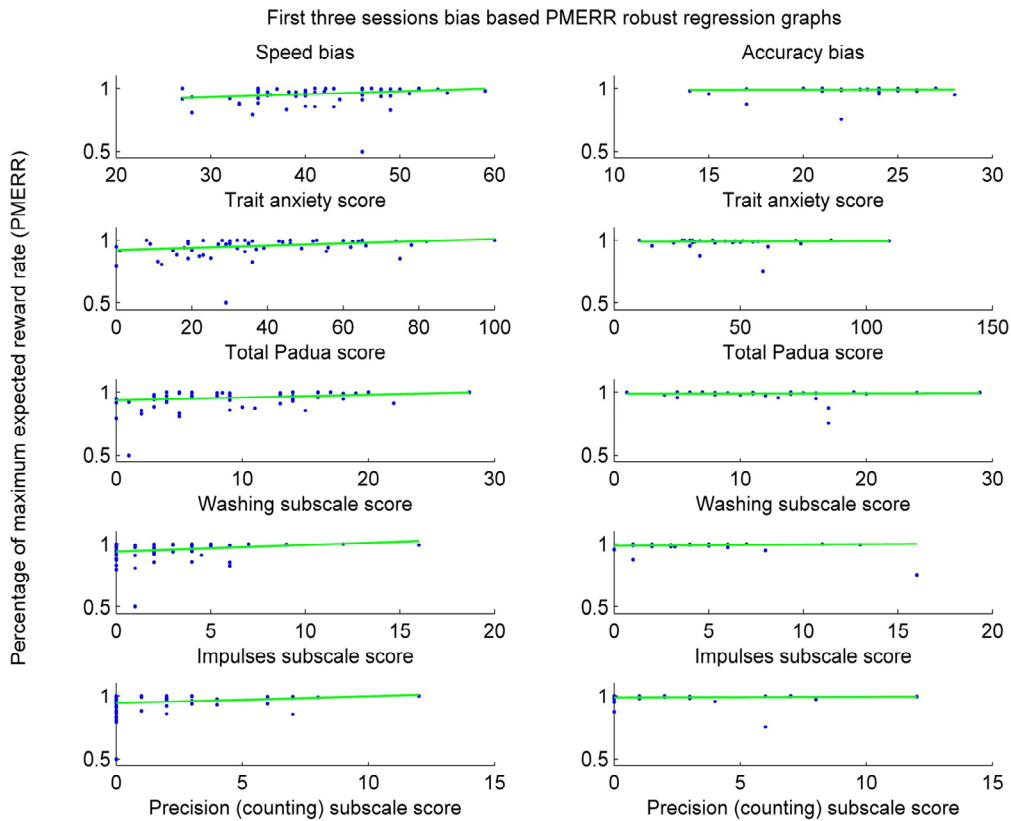 First three sessions bias based PMERR robust regression graphs
Speed bias
Accuracy bias
Percentage of maximum expected reward rate (PMERR)
1
0.5
20 30 40 50 60
Trait anxiety score
1
0.5
10 15 20 25 30
Trait anxiety score
1
0.5
0 20 40 60 80 100
Total Padua score
1
0.5
0 50 100 150
Total Padua score
1
0.5
0 10 20 30
Washing subscale score
1
0.5
0 10 20 30
Washing subscale score
1
0.5
0 5 10 15 20
Impulses subscale score
1
0.5
0 5 10 15 20
Impulses subscale score
1
0.5
0 5 10 15
Precision (counting) subscale score
1
0.5
0 5 10 15
Precision (counting) subscale score